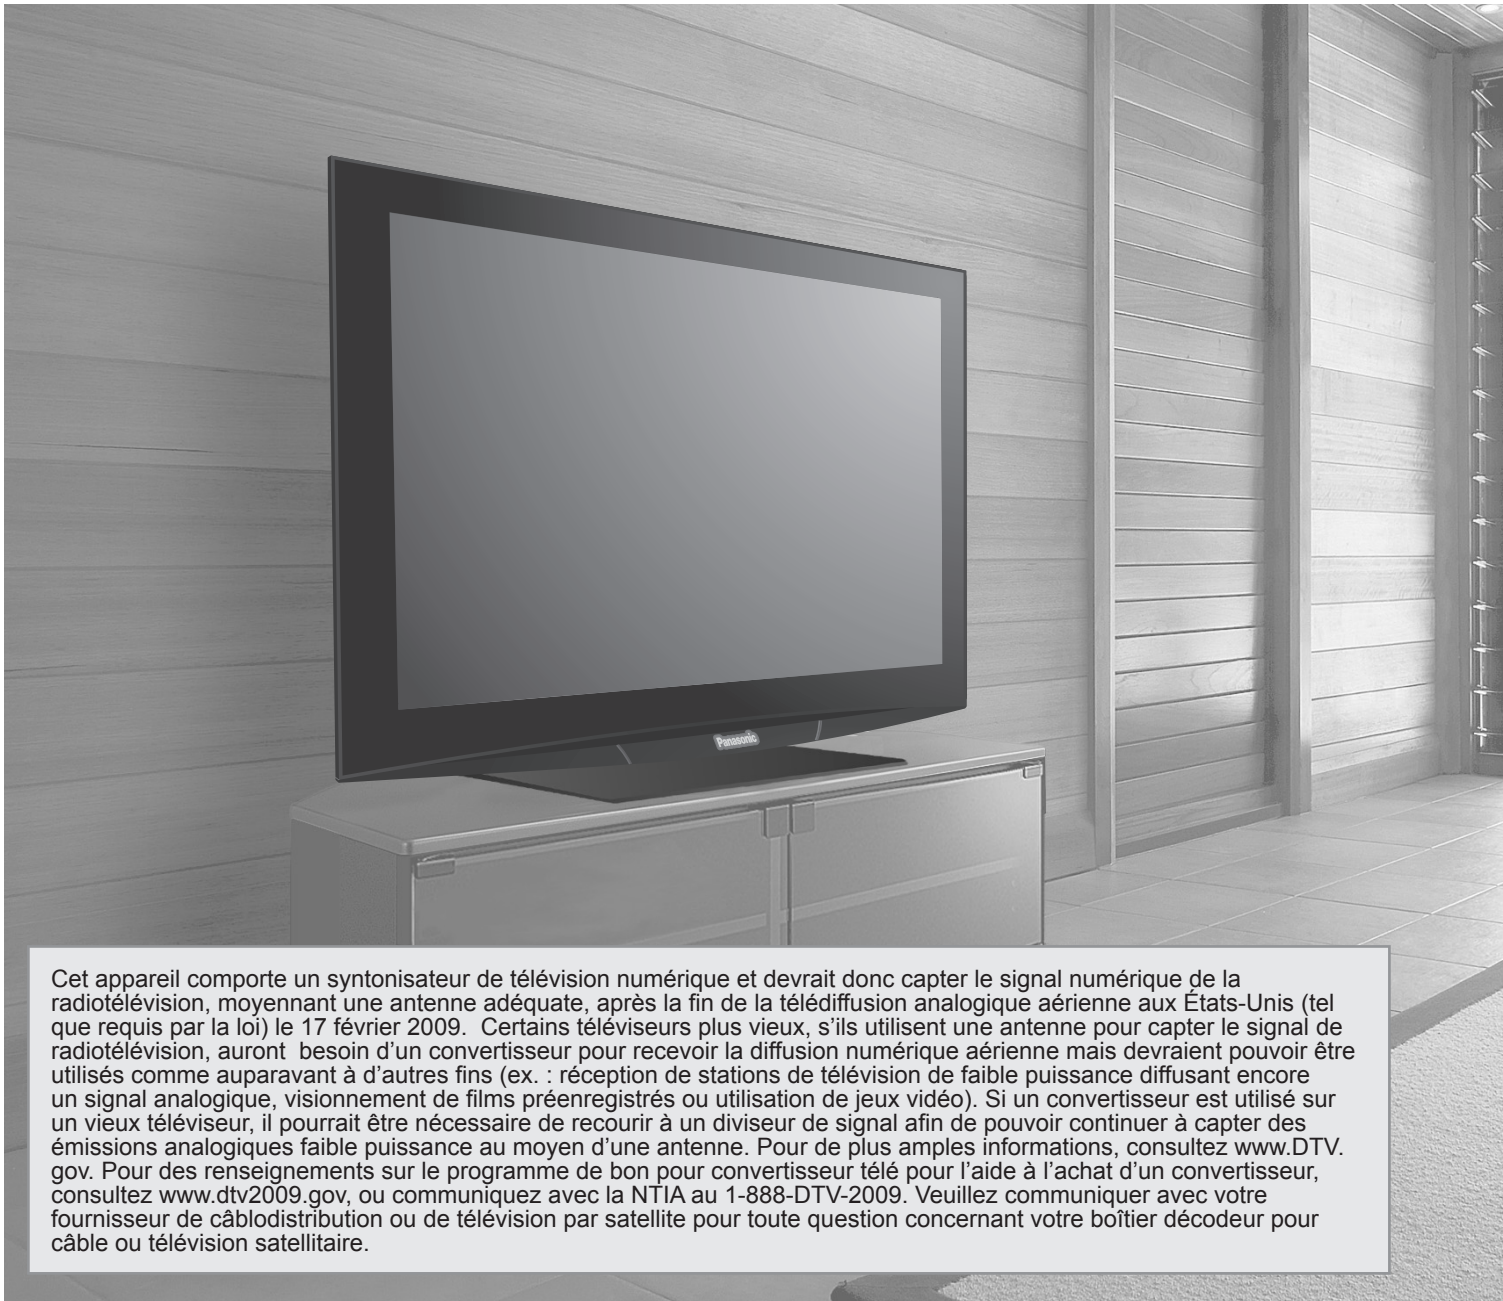 Panasonic
Cet appareil comporte un syntonisateur de télévision numérique et devrait donc capter le signal numérique de la
radiotélévision, moyennant une antenne adéquate, après la fin de la télédiffusion analogique aérienne aux États-Unis (tel
que requis par la loi) le 17 février 2009.  Certains téléviseurs plus vieux, s’ils utilisent une antenne pour capter le signal de
radiotélévision, auront  besoin d’un convertisseur pour recevoir la diffusion numérique aérienne mais devraient pouvoir être
utilisés comme auparavant à d’autres fins (ex. : réception de stations de télévision de faible puissance diffusant encore
un signal analogique, visionnement de films préenregistrés ou utilisation de jeux vidéo). Si un convertisseur est utilisé sur
un vieux téléviseur, il pourrait être nécessaire de recourir à un diviseur de signal afin de pouvoir continuer à capter des
émissions analogiques faible puissance au moyen d’une antenne. Pour de plus amples informations, consultez www.DTV.
gov. Pour des renseignements sur le programme de bon pour convertisseur télé pour l’aide à l’achat d’un convertisseur,
consultez www.dtv2009.gov, ou communiquez avec la NTIA au 1-888-DTV-2009. Veuillez communiquer avec votre
fournisseur de câblodistribution ou de télévision par satellite pour toute question concernant votre boîtier décodeur pour
câble ou télévision satellitaire.